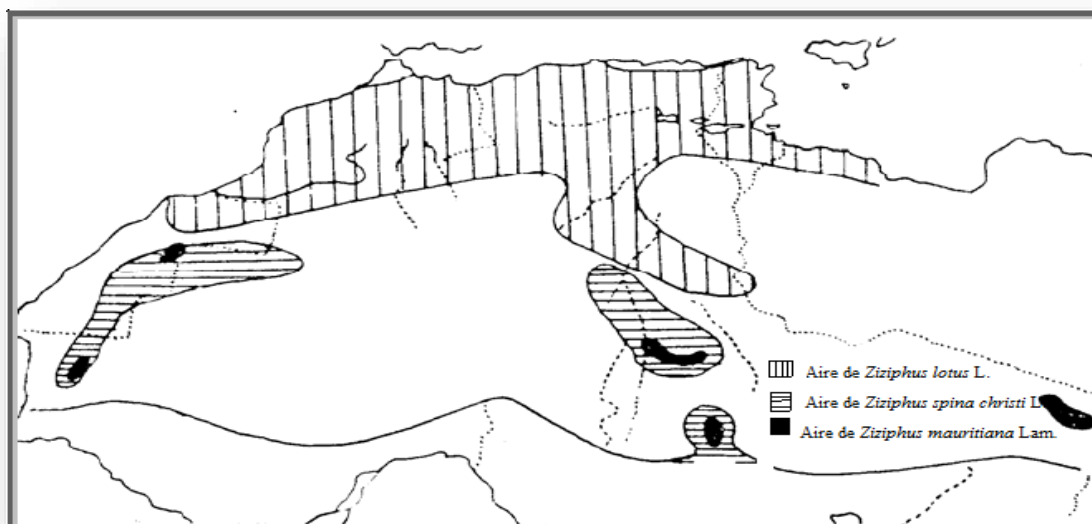 Aire de Ziziphus lotus L.
Aire de Ziziphus spina christi L
Aire de Ziziphus mauritiana Lam.